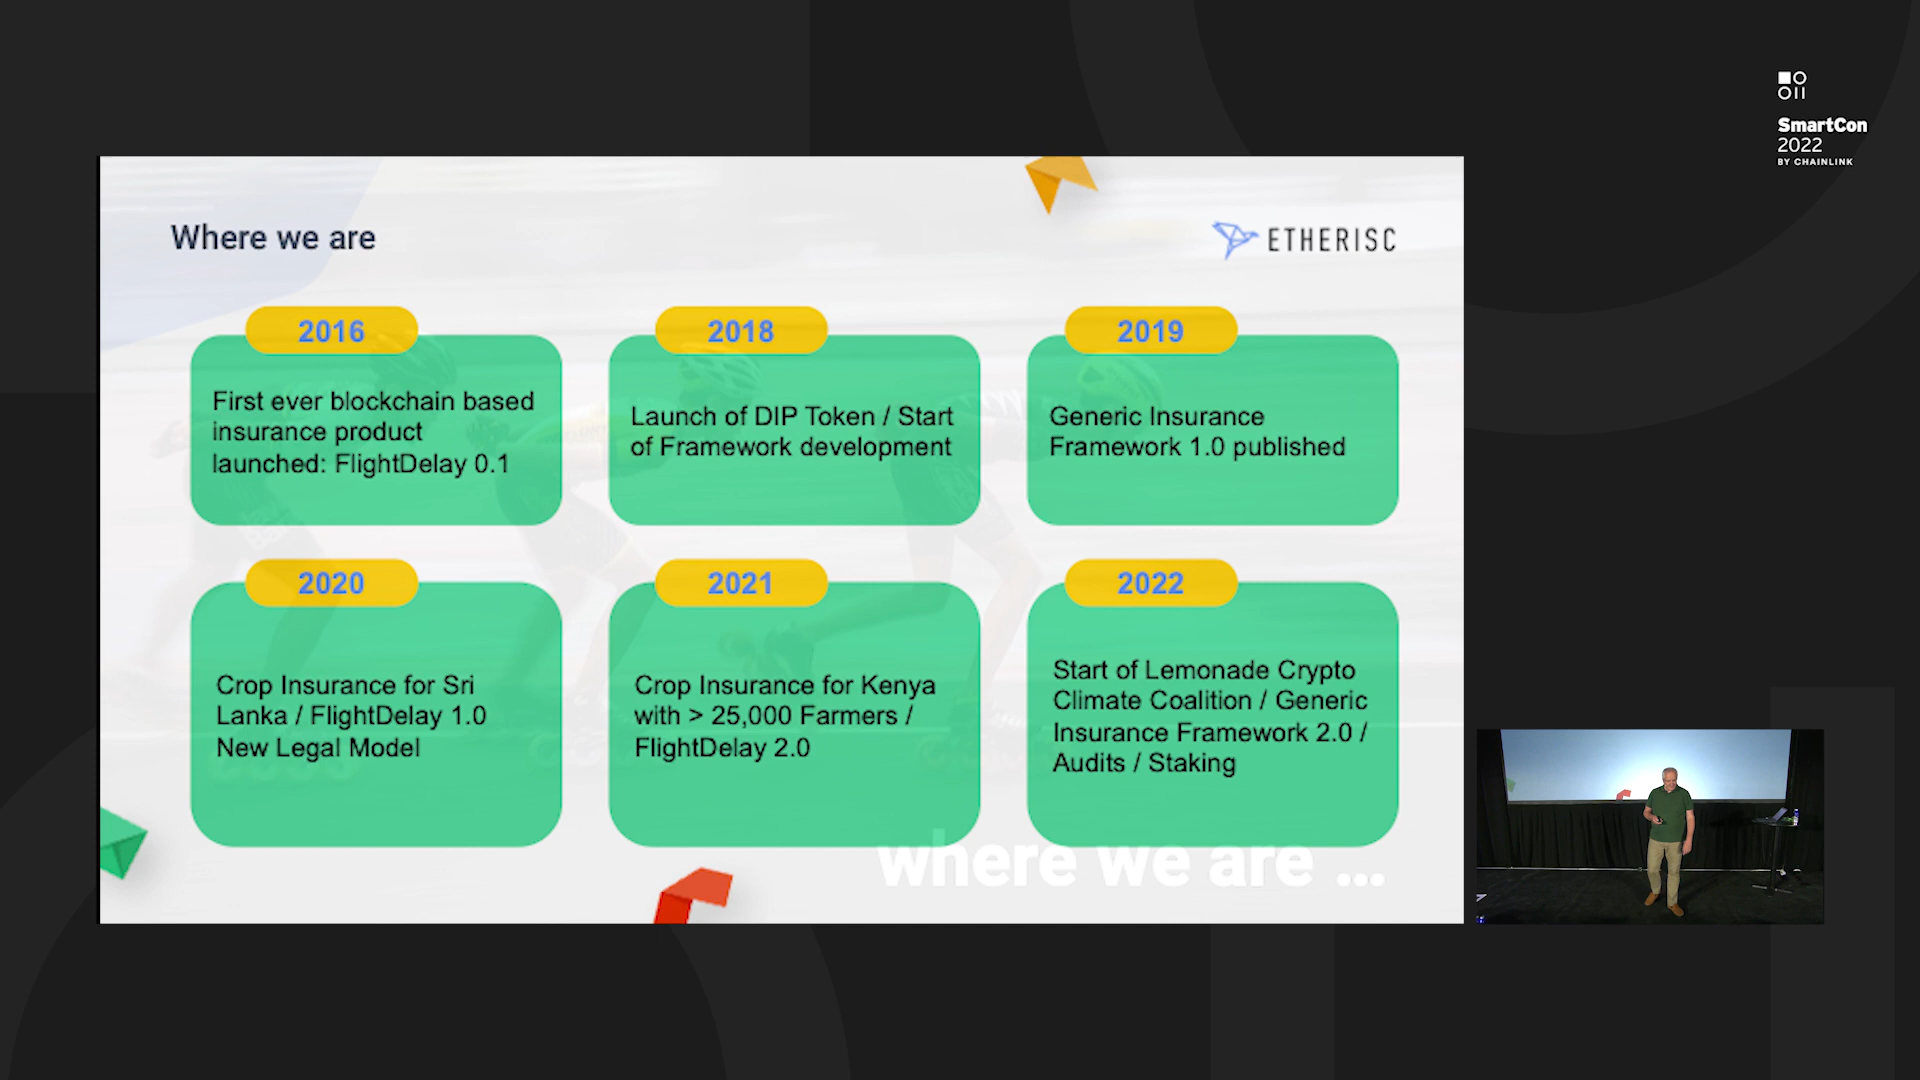 SmartCon
2022
BY CHAINLINK
Where we are
ETHERISC
2016
First ever blockchain based
insurance product
launched: FlightDelay 0.1
2018
Launch of DIP Token / Start
of Framework development
2019
Generic Insurance
Framework 1.0 published
2020
Crop Insurance for Sri
Lanka / FlightDelay 1.0
New Legal Model
2021
Crop Insurance for Kenya
with > 25,000 Farmers /
FlightDelay 2.0
2022
Start of Lemonade Crypto
Climate Coalition / Generic
Insurance Framework 2.0 /
Audits / Staking
where we are ...